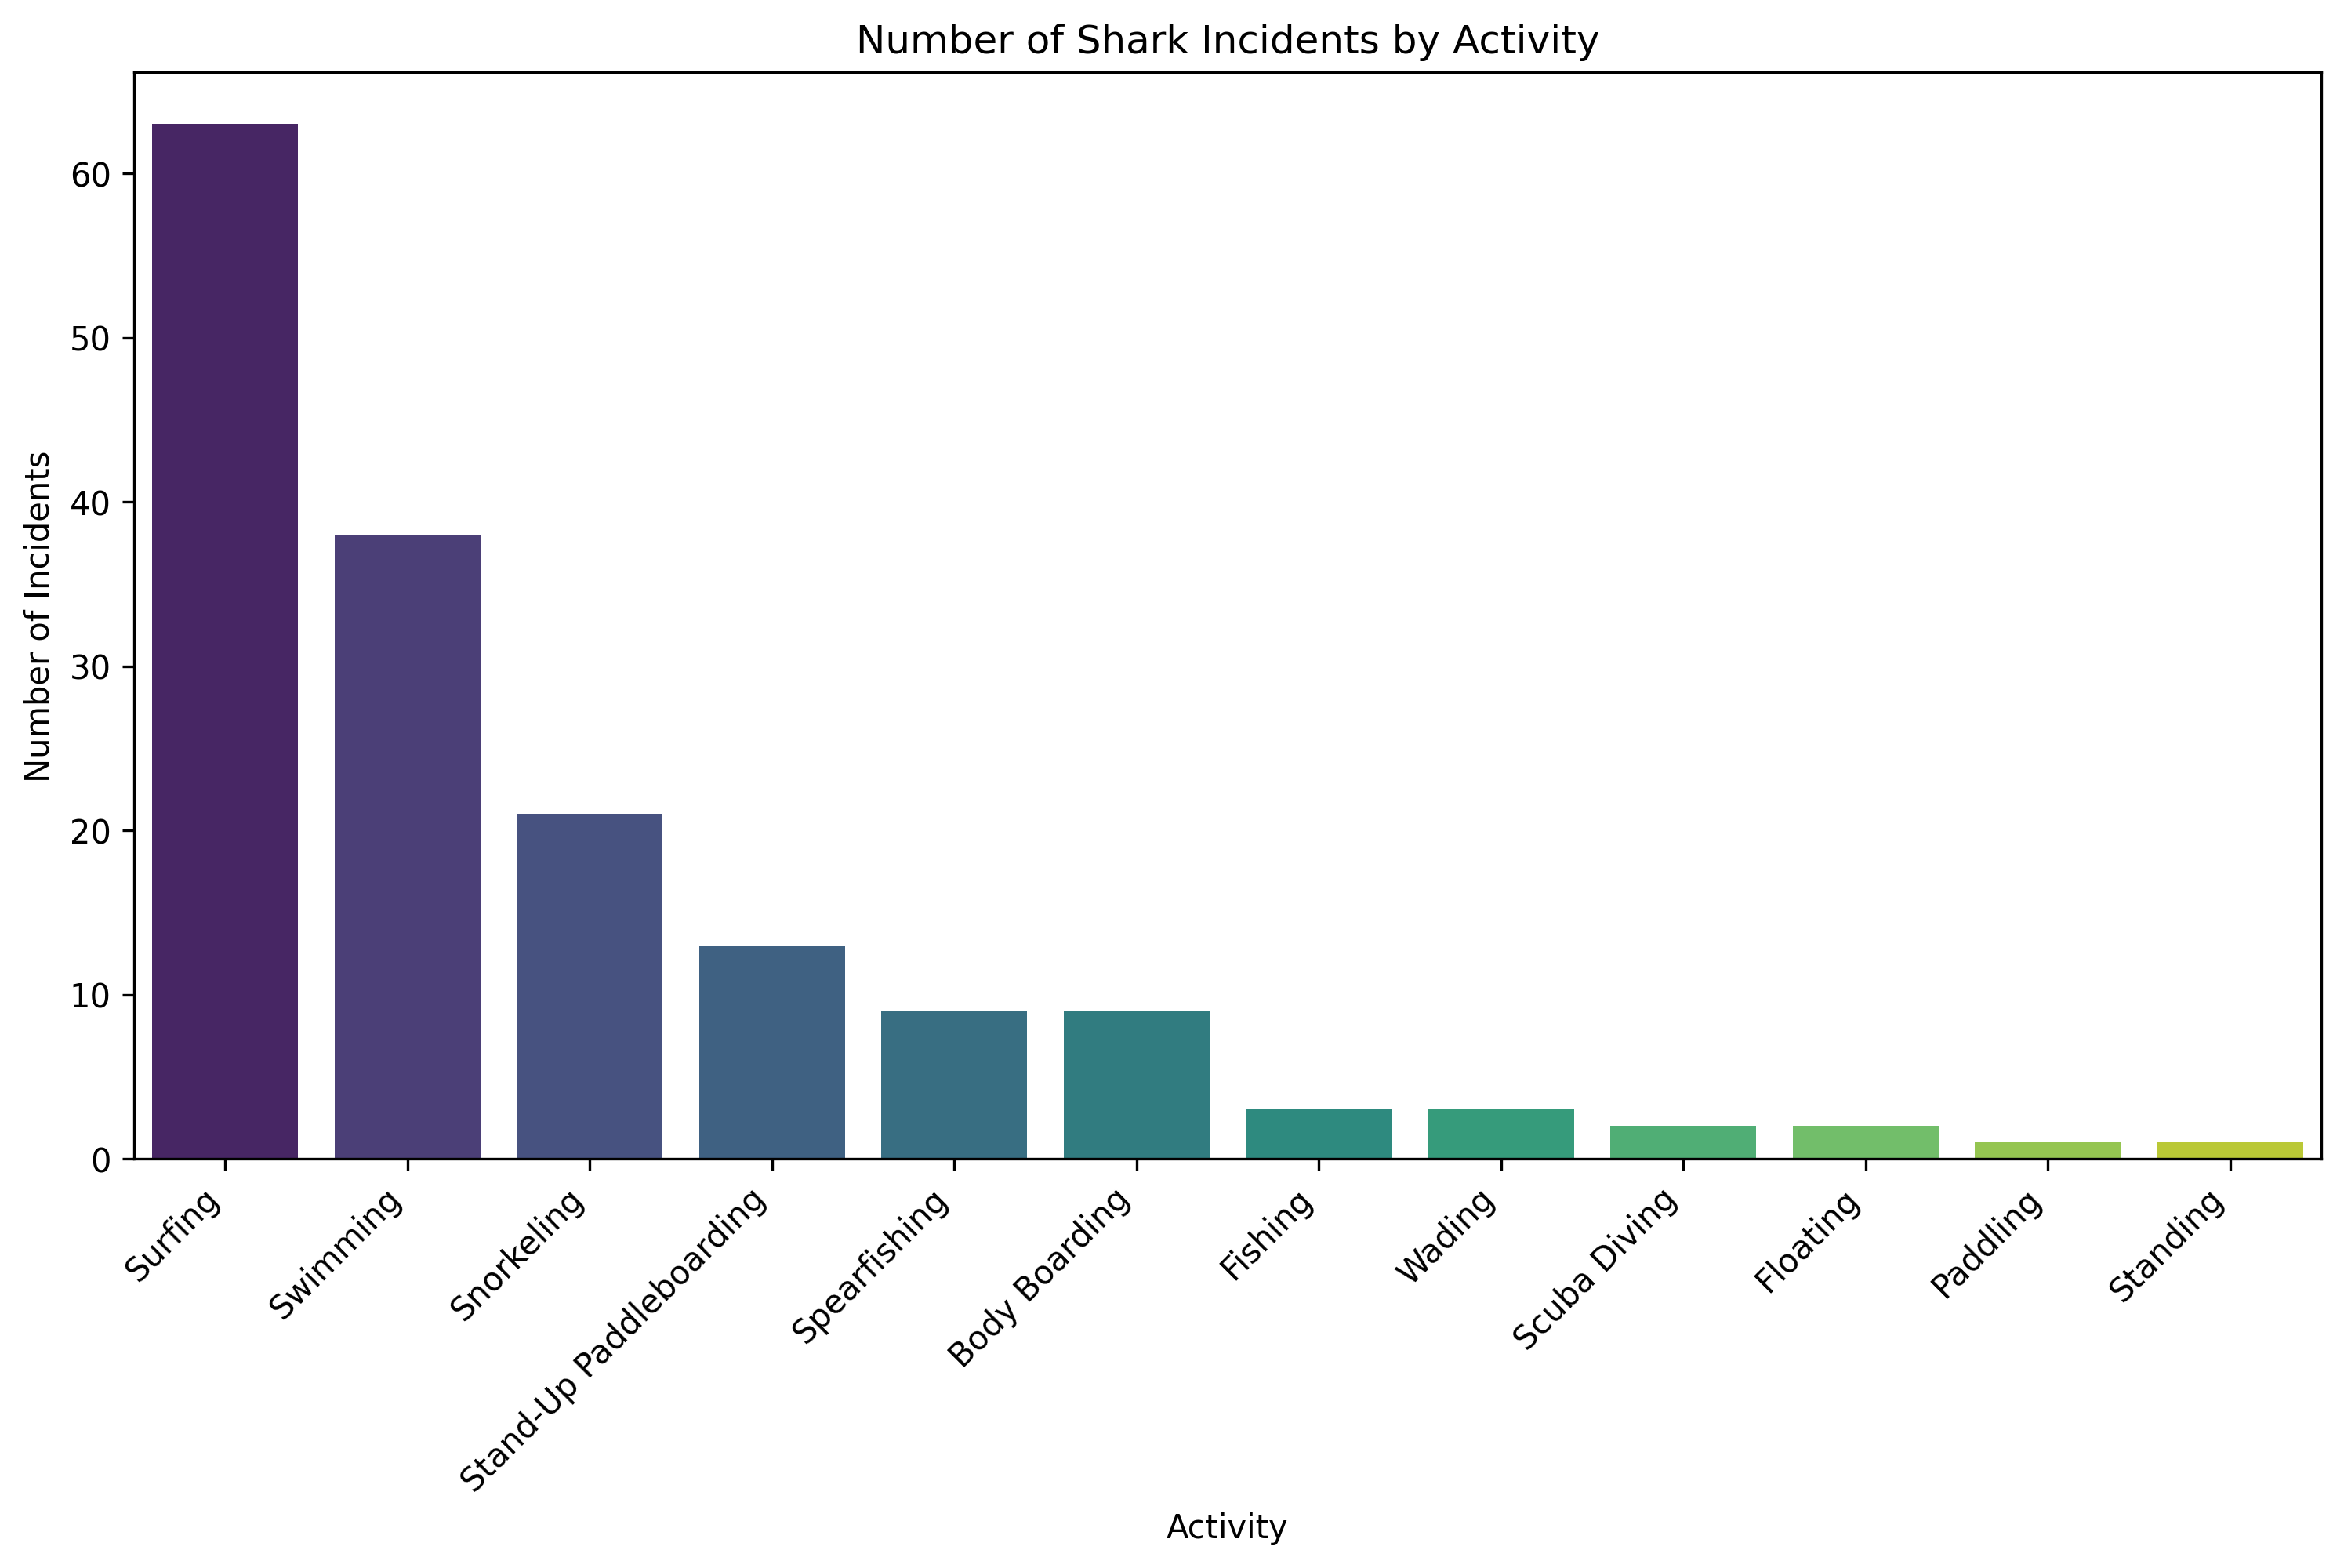 Number of Shark Incidents by Activity
Number of Incidents
60
50
40
30
20
10
0
Surfing
Swimming
Snorkeling
Stand-Up Paddleboarding
Spearfishing
Body Boarding
Fishing
Wading
Scuba Diving
Floating
Paddling
Standing
Activity